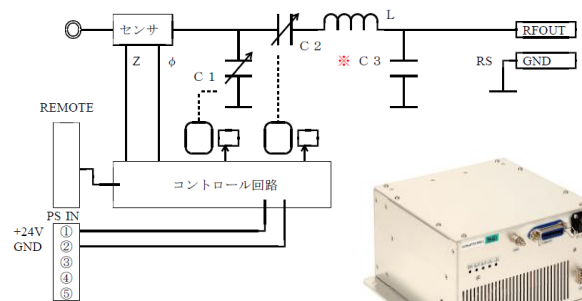 センサ
L
RFOUT
C 2
Z
φ
C 1
※ C 3
RS
GND
REMOTE
コントロール回路
PS IN
+24V ①
GND ②
③
④
⑤